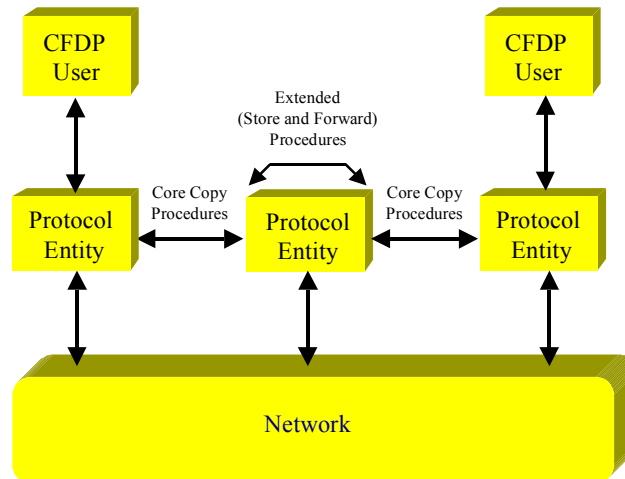 CFDP
User
CFDP
User
Extended
(Store and Forward)
Procedures
Core Copy
Procedures
Core Copy
Procedures
Protocol
Entity
Protocol
Entity
Protocol
Entity
Network